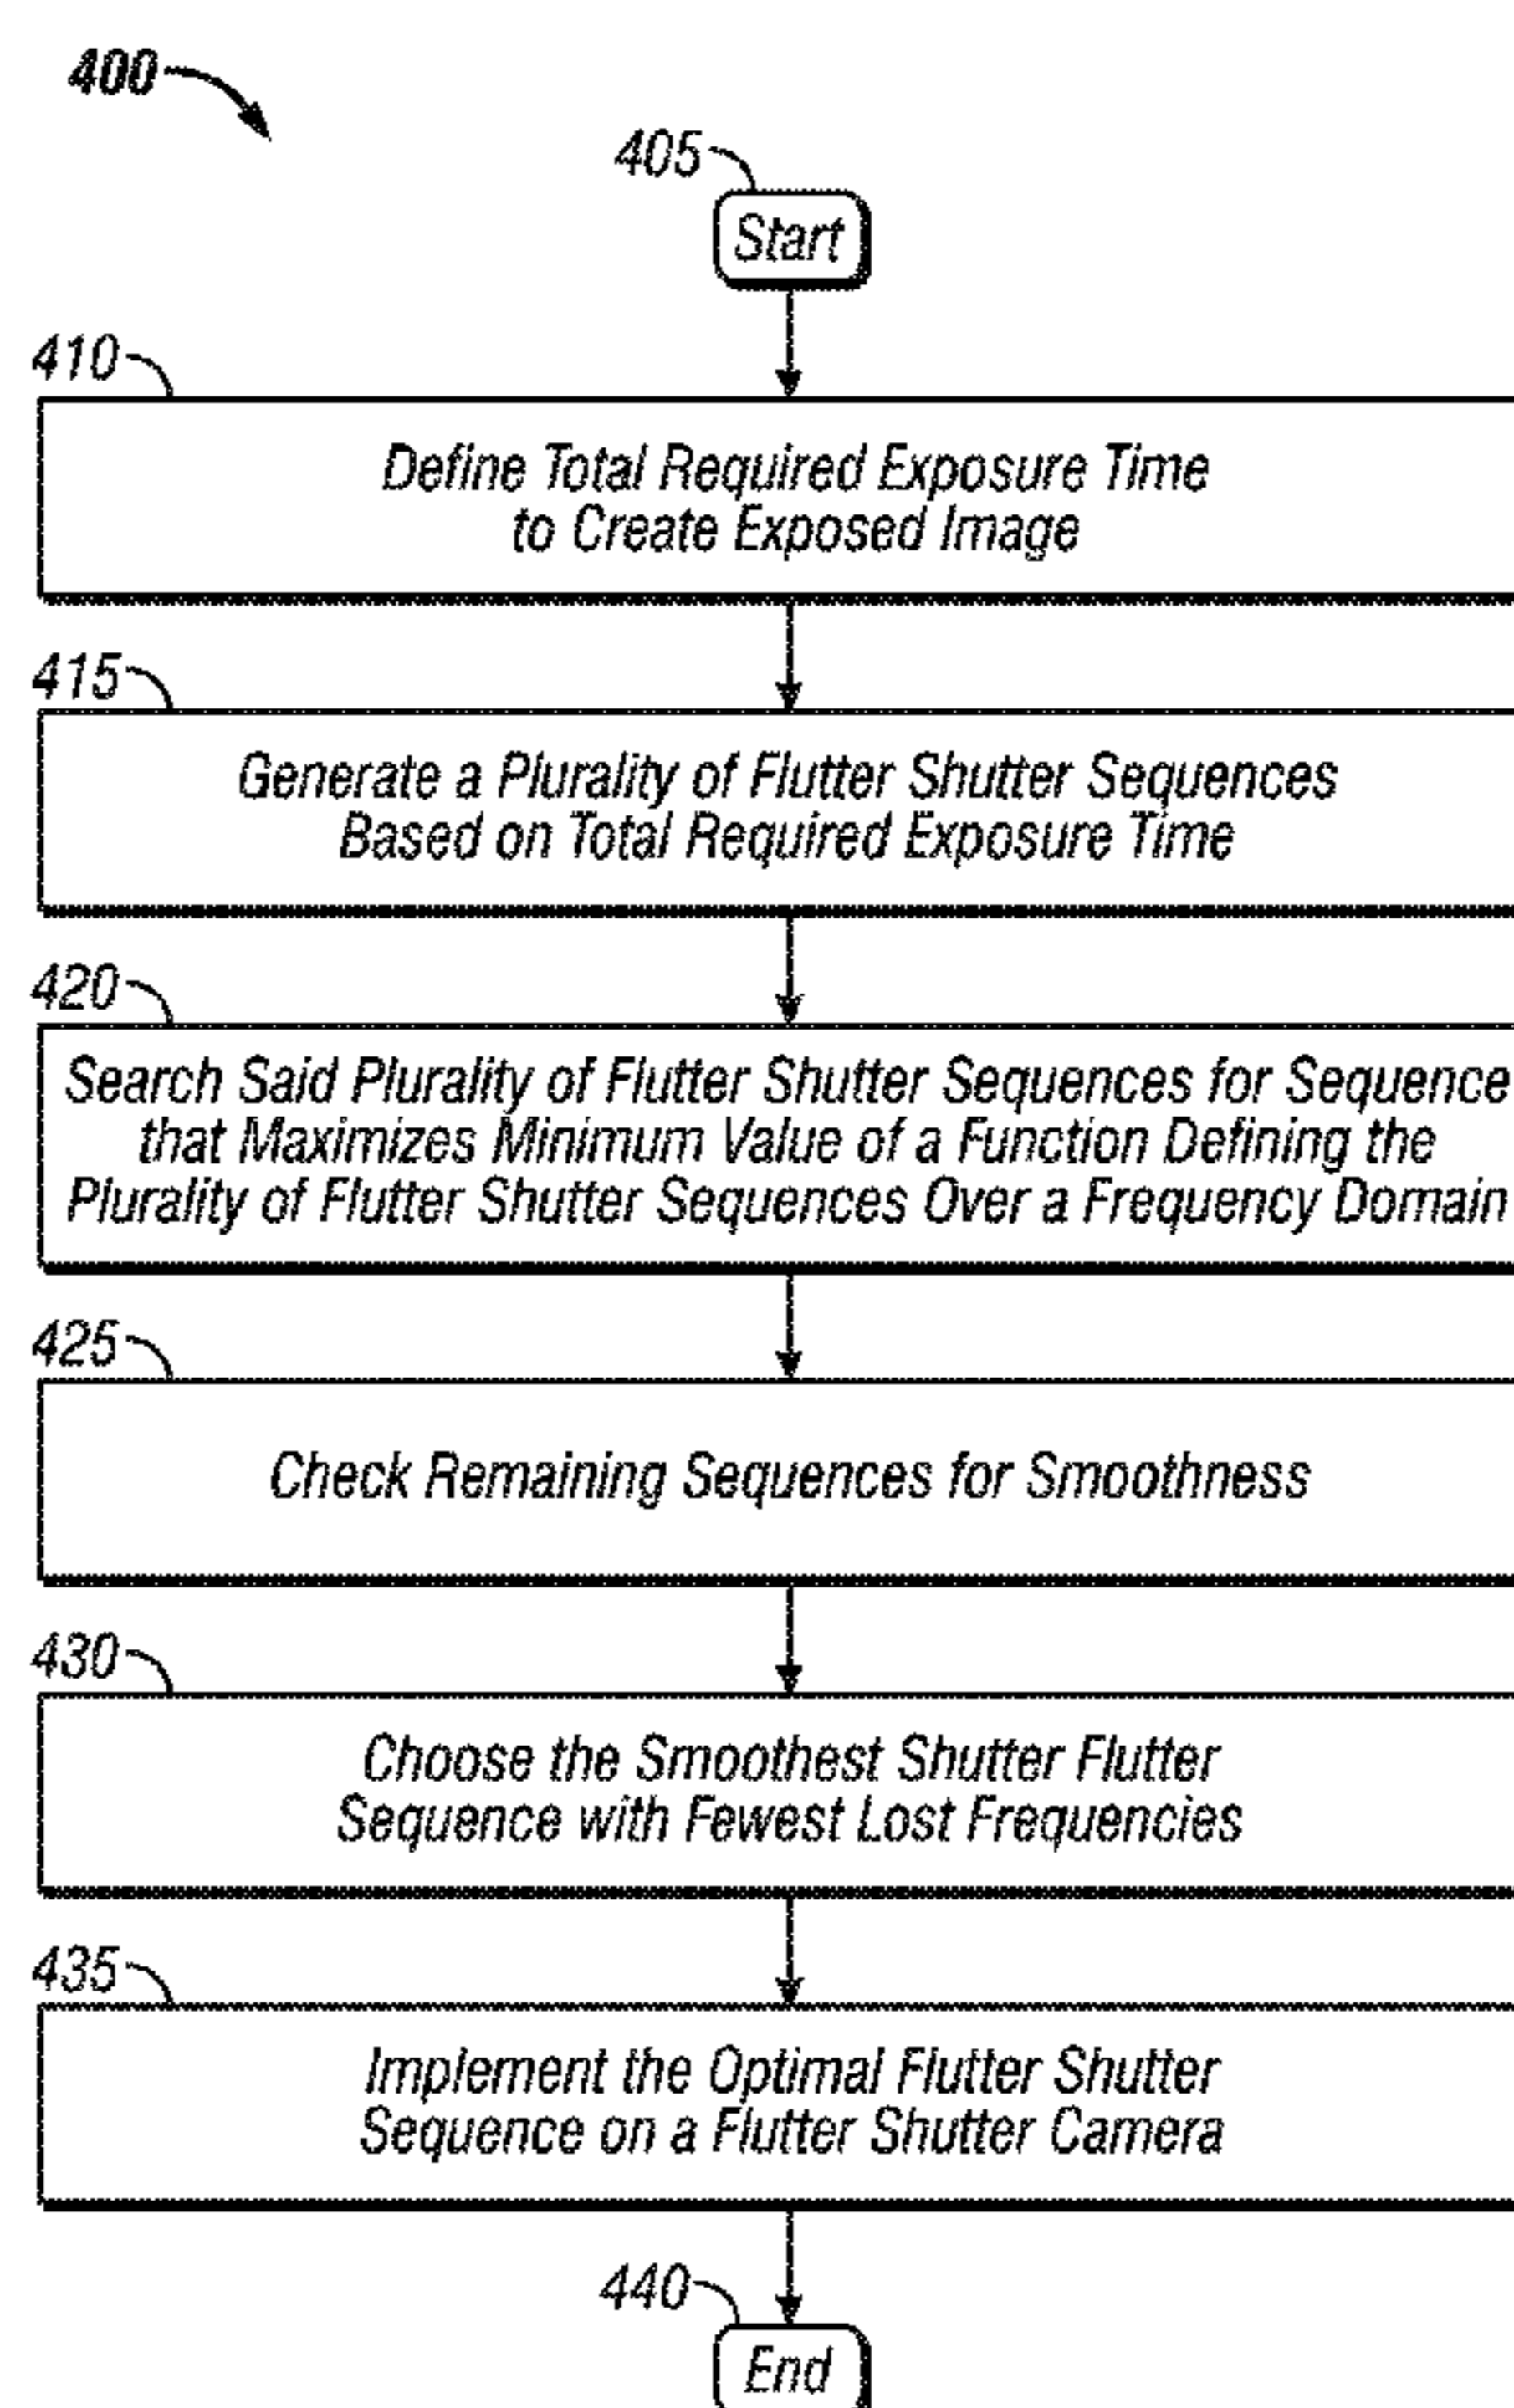 400
405
Start
410
Define Total Required Exposure Time
to Create Exposed Image
415
Generate a Plurality of Flutter Shutter Sequences
Based on Total Required Exposure Time
420
Search Said Plurality of Flutter Shutter Sequences for Sequence
that Maximizes Minimum Value of a Function Defining the
Plurality of Flutter Shutter Sequences Over a Frequency Domain
425
Check Remaining Sequences for Smoothness
430
Choose the Smoothest Shutter Flutter
Sequence with Fewest Lost Frequencies
435
Implement the Optimal Flutter Shutter
Sequence on a Flutter Shutter Camera
440
End